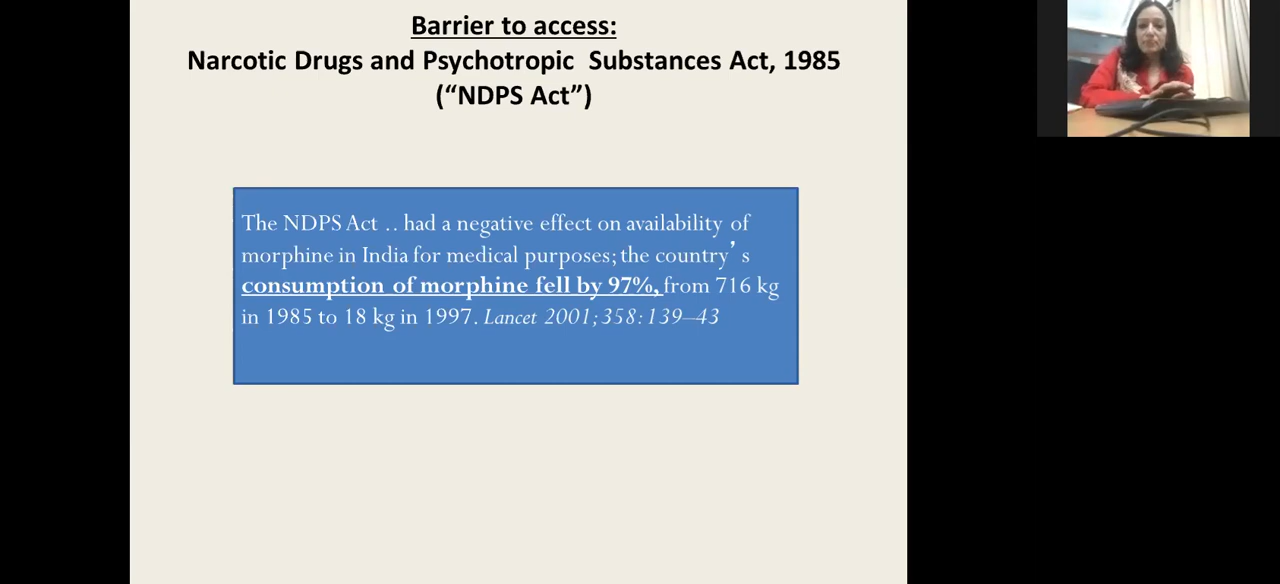 Barrier to access:
Narcotic Drugs and Psychotropic Substances Act, 1985
(“NDPS Act”)
The NDPS Act .. had a negative effect on availability of
morphine in India for medical purposes; the country’ s
consumption of morphine fell by 97%, from 716 kg
in 1985 to 18 kg in 1997. Lancet 2001;358:139–43